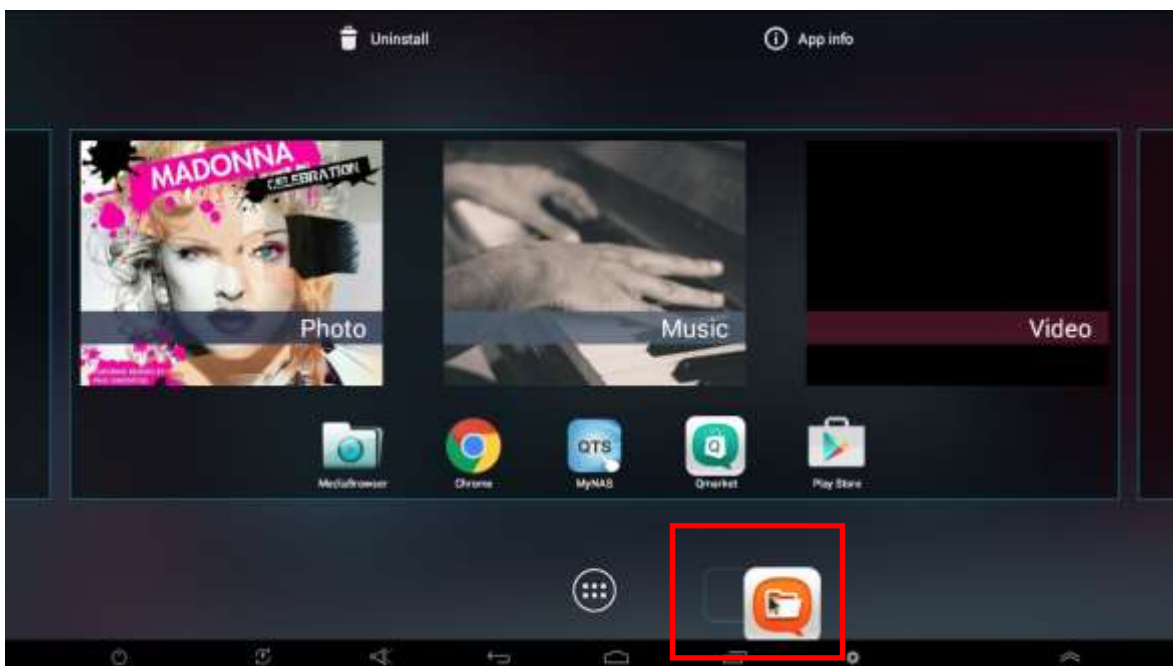 Uninstall
App info
MADONNA
CELEBRATION
Photo
Music
Video
QTS
Q
MediaBrowser
Chrome
MyNAS
Qmarket
Play Store